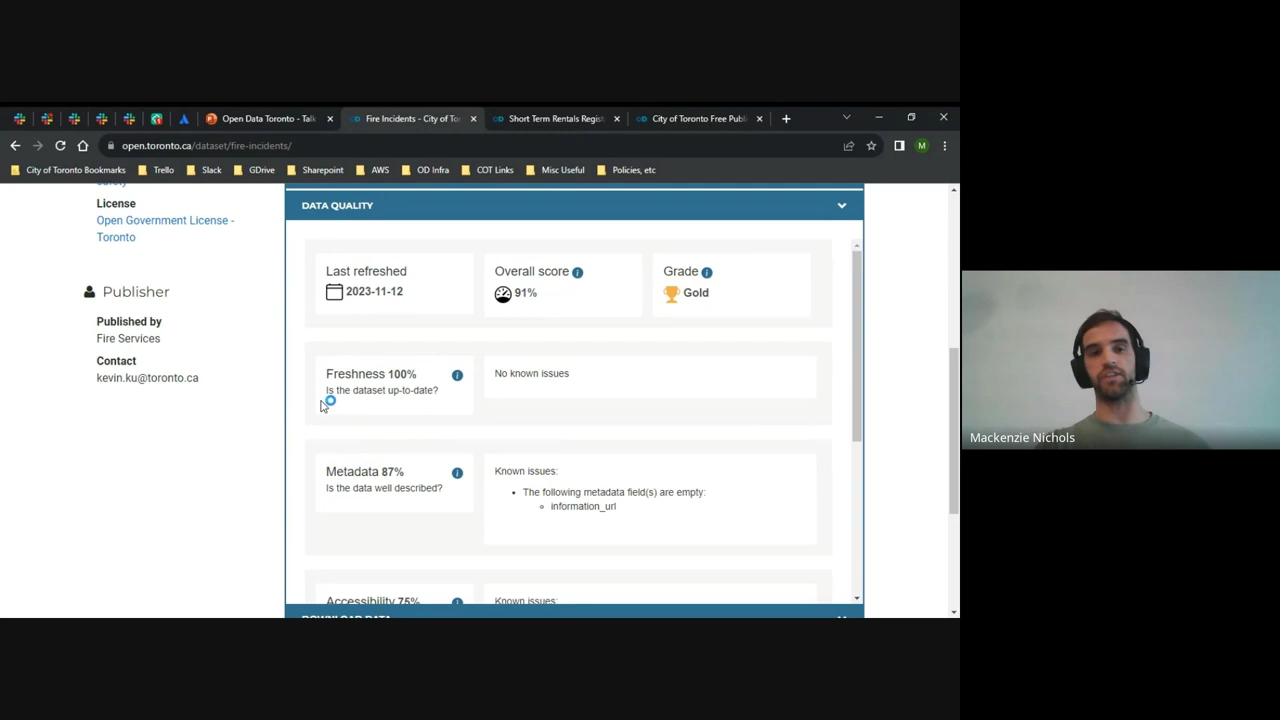 Open Data Toronto - Talk
Fire Incidents - City of Tor
Short Term Rentals Regist
City of Toronto Free Publ
open.toronto.ca/dataset/fire-incidents/
M
City of Toronto Bookmarks
Trello
Slack
GDrive
Sharepoint
AWS
OD Infra
COT Links
Misc Useful
Policies, etc
Safety
License
Open Government License -
Toronto
Publisher
Published by
Fire Services
Contact
kevin.ku@toronto.ca
DATA QUALITY
Last refreshed
2023-11-12
Overall score
91%
Grade
Gold
Freshness 100%
Is the dataset up-to-date?
No known issues
Metadata 87%
Is the data well described?
Known issues:
• The following metadata field(s) are empty:
○ information_url
Accessibility 75%
Known issues:
DOWNLOAD DATA
Mackenzie Nichols